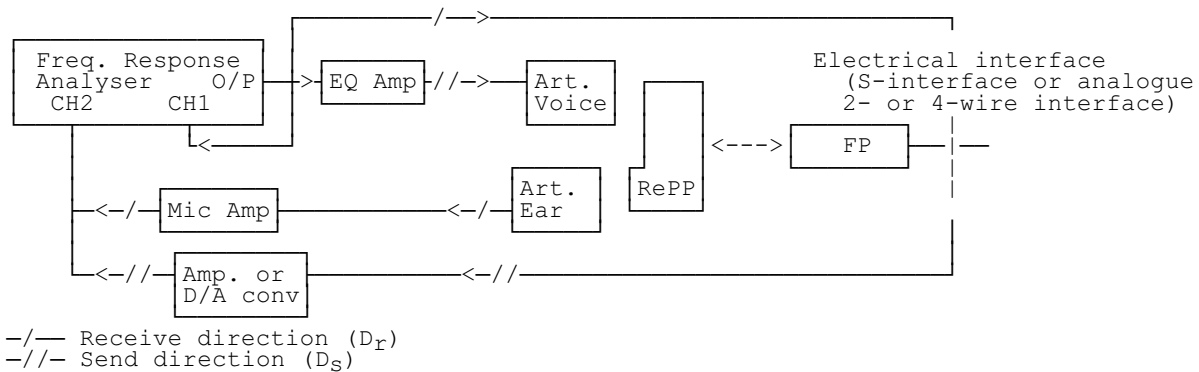 —/——>
Freq. Response
Analyser O/P
CH2 CH1
EQ Amp
—//—>
Art.
Voice
Electrical interface
(S-interface or analogue
2- or 4-wire interface)
<--->
FP
RePP
Art.
Ear
<—/—
Mic Amp
<—/—
<—//—
Amp. or
D/A conv
<—//
—/—— Receive direction (Dr)
—//— Send direction (Ds)